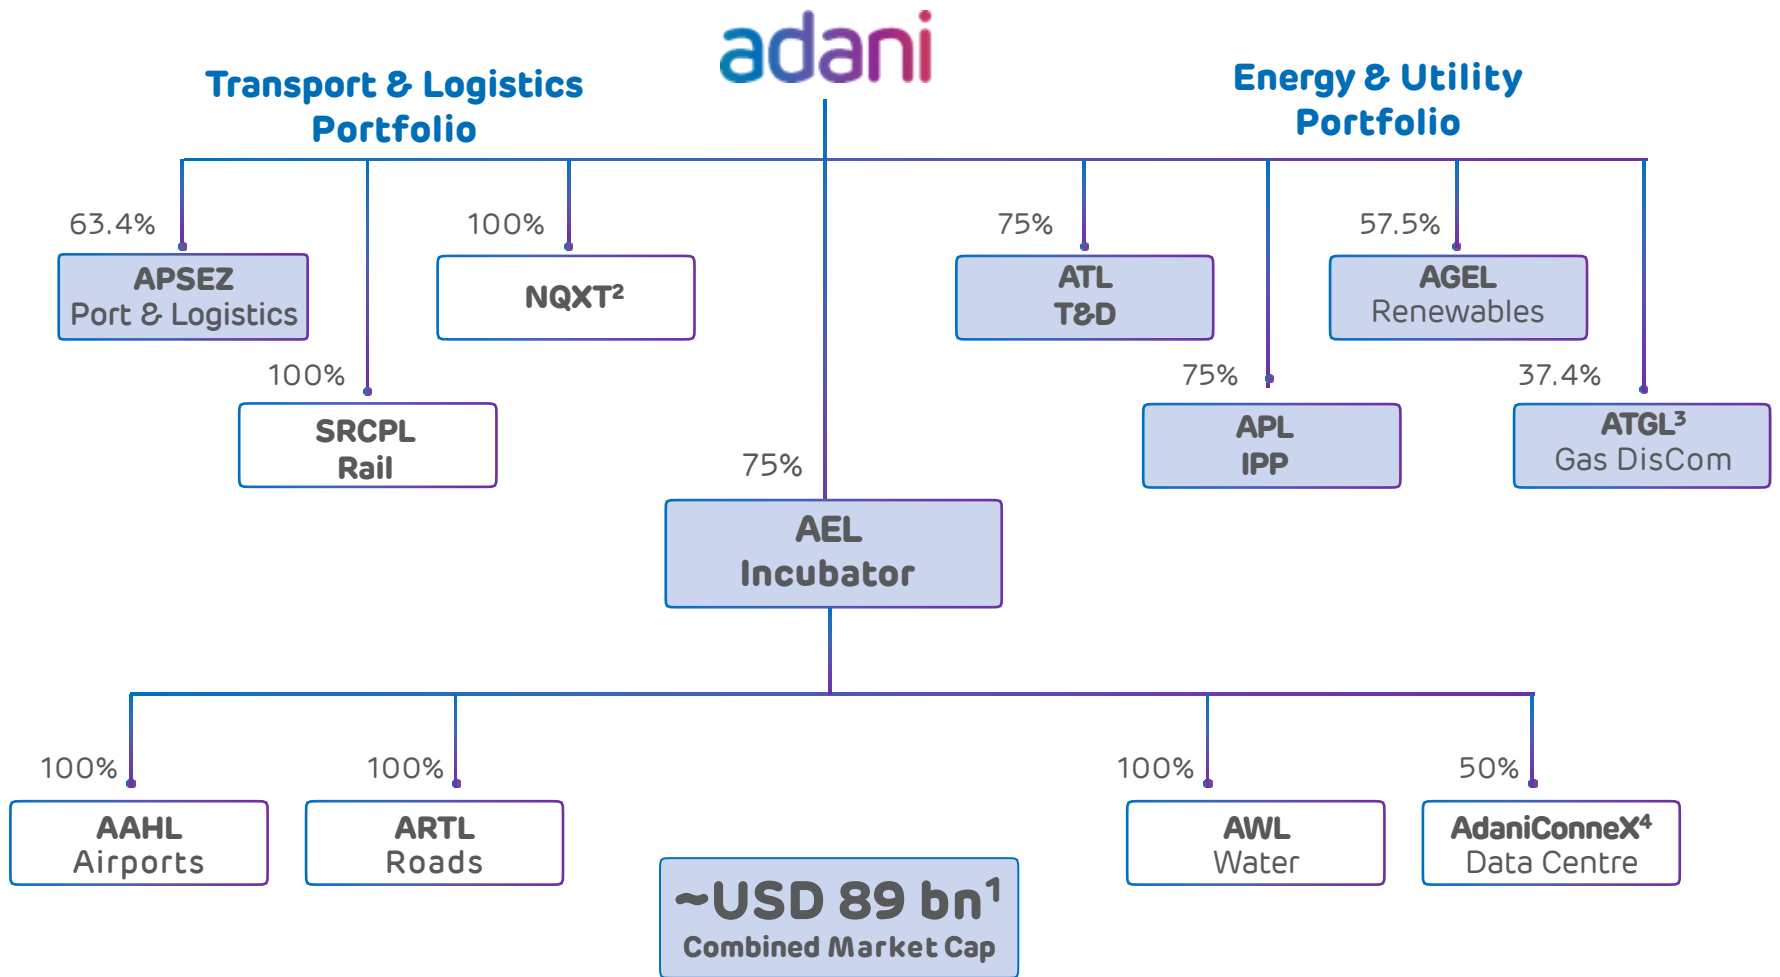 adani
Transport & Logistics
Portfolio
Energy & Utility
Portfolio
63.4%
APSEZ
Port & Logistics
100%
SRCPL
Rail
100%
NQXT²
75%
ATL
T&D
75%
APL
IPP
57.5%
AGEL
Renewables
37.4%
ATGL³
Gas DisCom
75%
AEL
Incubator
100%
AAHL
Airports
100%
ARTL
Roads
100%
AWL
Water
50%
AdaniConneX⁴
Data Centre
~USD 89 bn¹
Combined Market Cap